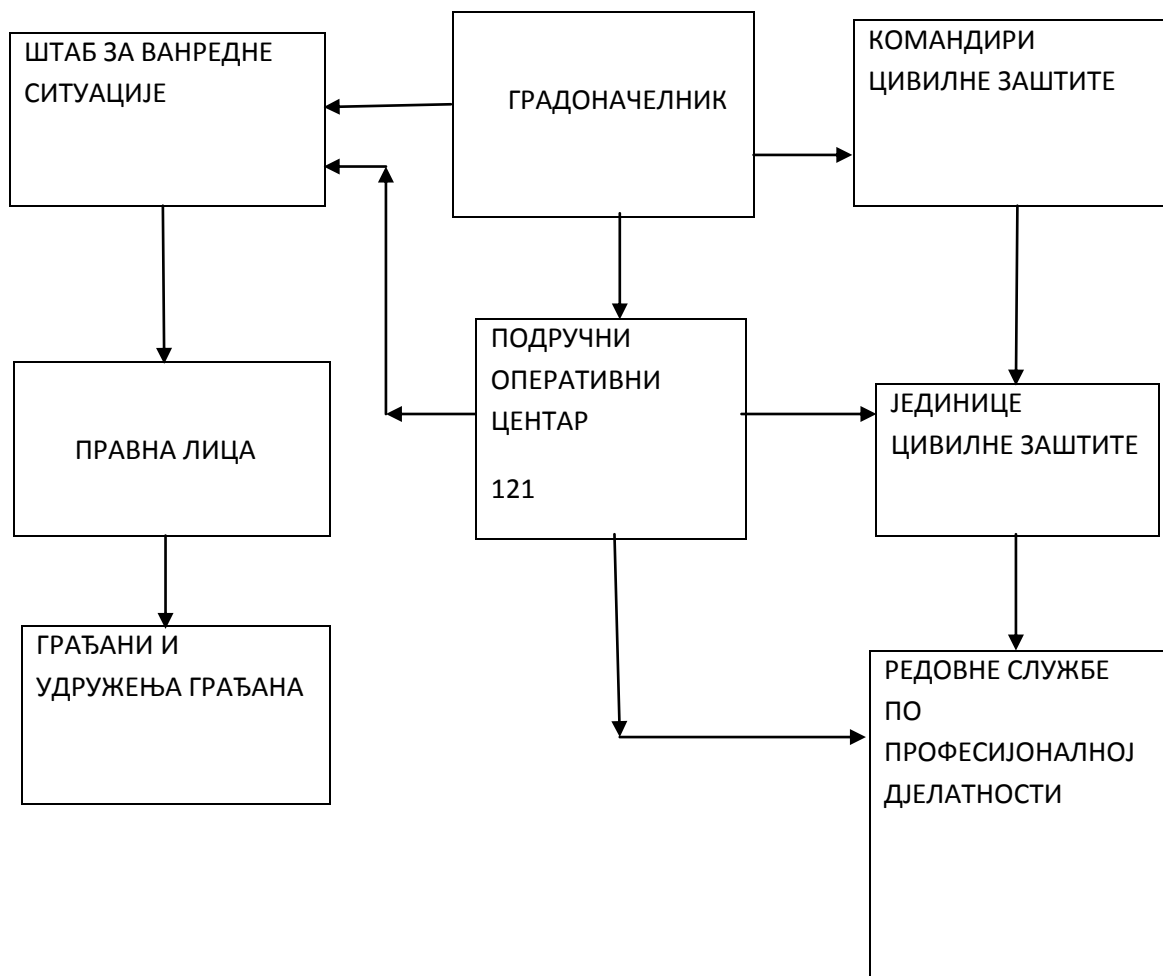 ШТАБ ЗА ВАНРЕДНЕ
СИТУАЦИЈЕ
ГРАДОНАЧЕЛНИК
КОМАНДИРИ
ЦИВИЛНЕ ЗАШТИТЕ
ПРАВНА ЛИЦА
ПОДРУЧНИ
ОПЕРАТИВНИ
ЦЕНТАР
121
ЈЕДИНИЦЕ
ЦИВИЛНЕ ЗАШТИТЕ
ГРАЂАНИ И
УДРУЖЕЊА ГРАЂАНА
РЕДОВНЕ СЛУЖБЕ
ПО
ПРОФЕСИЈОНАЛНОЈ
ДЈЕЛАТНОСТИ